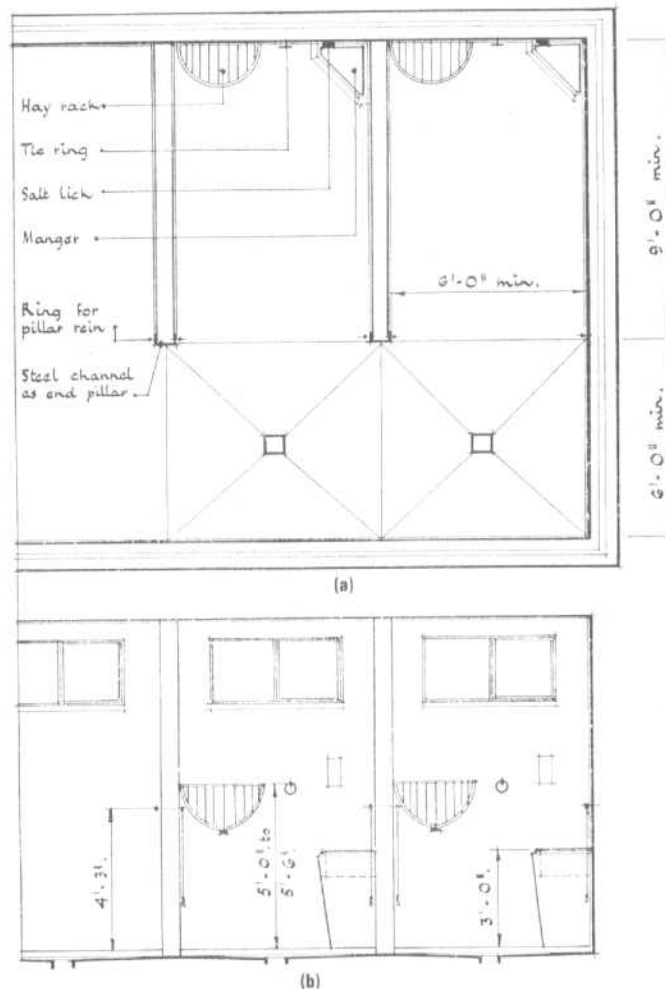 Hay rack
Tie ring
Salt lick
Manger
Ring for
pillar rein
Steel channel
as end pillar
6'-0" min.
9'-0" min.
6'-0" min.
(a)
4'-3".
5'-0" to
5'-6".
3'-0".
(b)